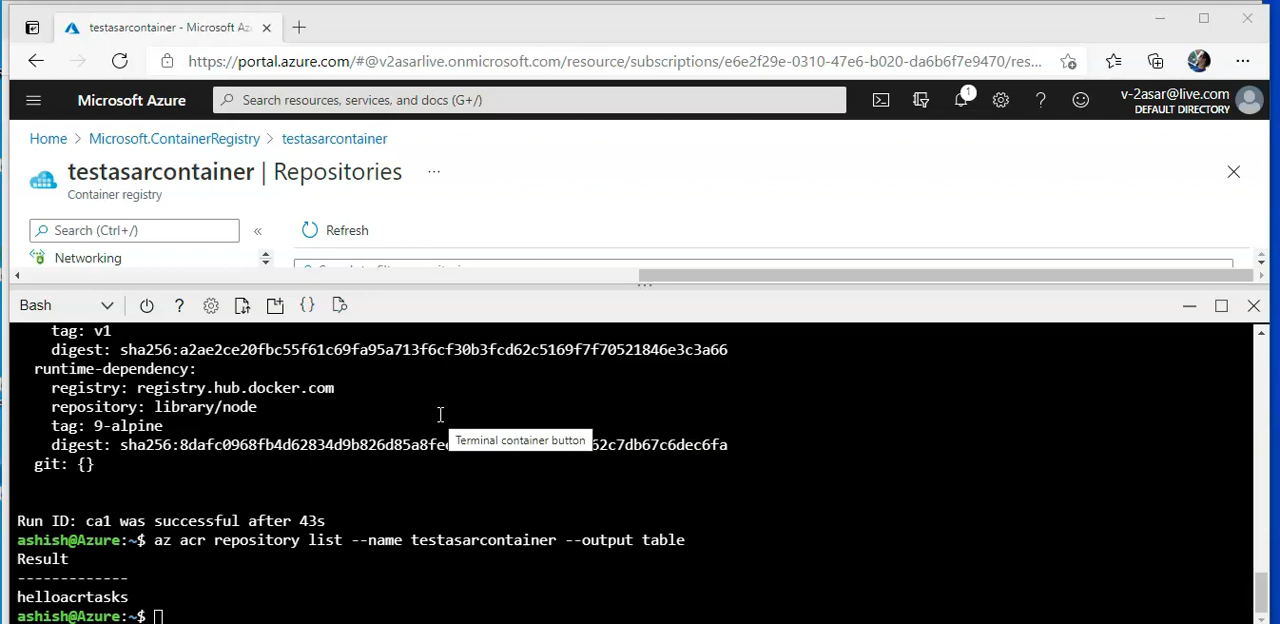 testasarcontainer - Microsoft Az
https://portal.azure.com/#@v2asarlive.onmicrosoft.com/resource/subscriptions/e6e2f29e-0310-47e6-b020-da6b6f7e9470/res...
Microsoft Azure
Search resources, services, and docs (G+/)
1
v-2asar@live.com
DEFAULT DIRECTORY
Home > Microsoft.ContainerRegistry > testasarcontainer
testasarcontainer | Repositories ...
Container registry
Search (Ctrl+/) «
Refresh
Networking
Bash
tag: v1
digest: sha256:a2ae2ce20fbc55f61c69fa95a713f6cf30b3fcd62c5169f7f70521846e3c3a66
runtime-dependency:
registry: registry.hub.docker.com
repository: library/node
tag: 9-alpine
Terminal container button
digest: sha256:8dafc0968fb4d62834d9b826d85a8fe 62c7db67c6dec6fa
git: {}
Run ID: ca1 was successful after 43s
ashish@Azure:~$ az acr repository list --name testasarcontainer --output table
Result
-------------
helloacrtasks
ashish@Azure:~$